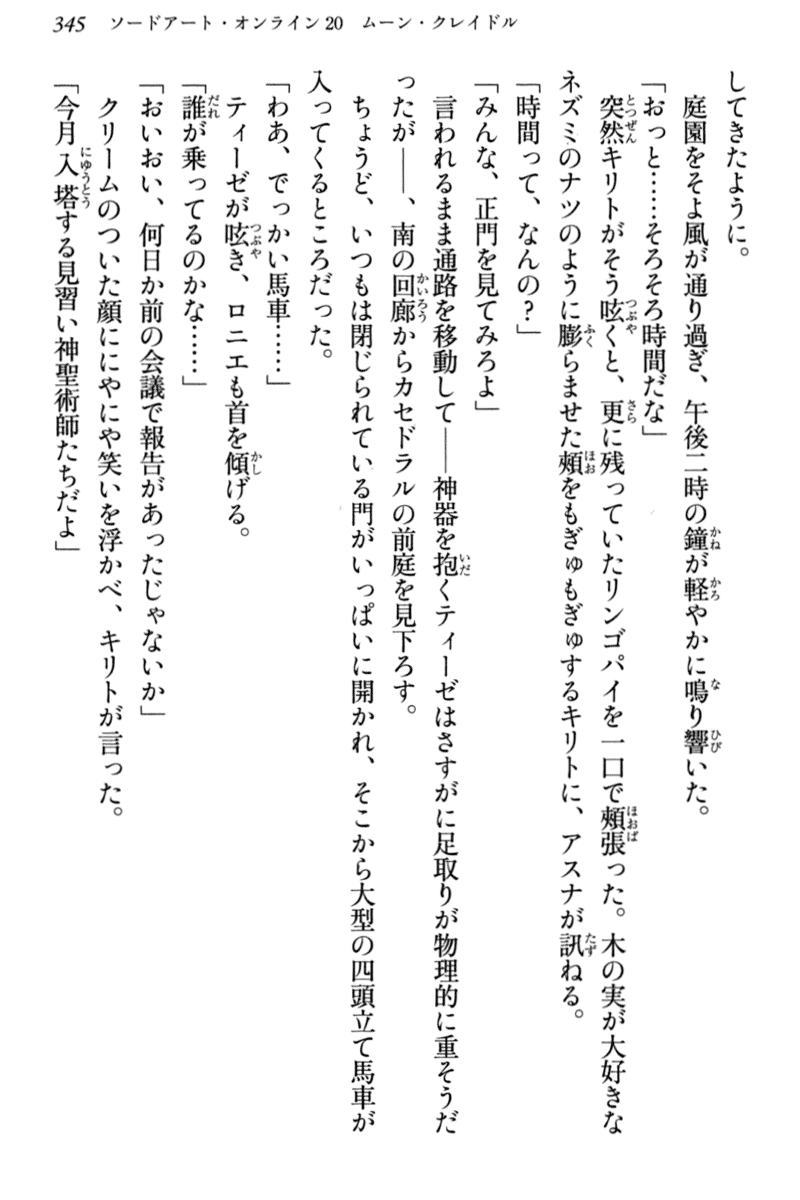 345 ソードアート・オンライン20 ムーン・クレイドル
してきたように。
庭園をそよ風が通り過ぎ、午後二時の鐘が軽やかに鳴り響いた。
「おっと……そろそろ時間だな」
突然キリトがそう呟くと、更に残っていたリンゴパイを一口で頬張った。木の実が大好きな
ネズミのナツのように膨らませた頬をもぎゅもぎゅするキリトに、アスナが訊ねる。
「時間って、なんの？」
「みんな、正門を見てみろよ」
言われるまま通路を移動して――神器を抱くティーゼはさすがに足取りが物理的に重そうだ
ったが――、南の回廊からカセドラルの前庭を見下ろす。
ちょうど、いつもは閉じられている門がいっぱいに開かれ、そこから大型の四頭立て馬車が
入ってくるところだった。
「わあ、でっかい馬車……」
ティーゼが呟き、ロニエも首を傾げる。
「誰が乗ってるのかな……」
「おいおい、何日か前の会議で報告があったじゃないか」
クリームのついた顔ににやにや笑いを浮かべ、キリトが言った。
「今月入塔する見習い神聖術師たちだよ」